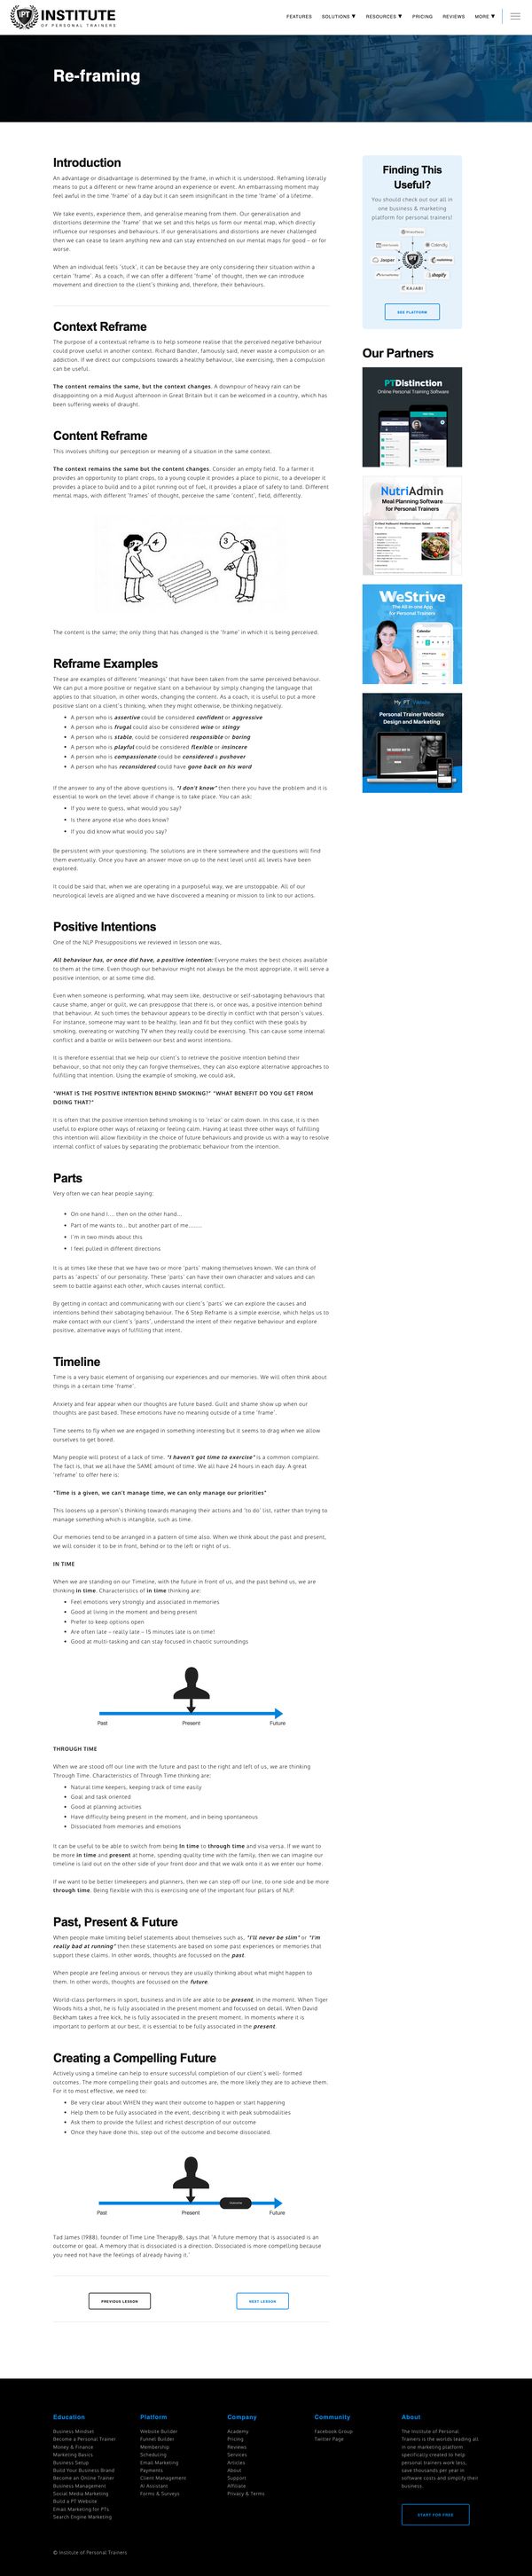 INSTITUTE
OF PERSONAL TRAINERS
FEATURES
SOLUTIONS ▼
RESOURCES ▼
PRICING
REVIEWS
MORE ▼
Re-framing
Introduction
An advantage or disadvantage is determined by the frame, in which it is understood. Reframing literally
means to put a different or new frame around an experience or event. An embarrassing moment may
feel awful in the time 'frame' of a day but it can seem insignificant in the time 'frame' of a lifetime.
We take events, experience them, and generalise meaning from them. Our generalisation and
distortions determine the 'frame' that we sell and this helps to form our mental map, which directly
influence our responses and behaviours. If our generalisations and distortions are never challenged
then we can cease to learn anything new and can stay entrenched on our mental maps for good – or for
worse.
When an individual feels 'stuck', it can be because they are only considering their situation within a
certain 'frame'. As a coach, if we offer a different 'frame' of thought, then we can introduce
movement and direction to the client's thinking and, therefore, their behaviours.
Context Reframe
The purpose of a contextual reframe is to help someone realise that the perceived negative behaviour
could prove useful in another context. Richard Bandler, famously said, never waste a compulsion or an
addiction. If we direct our compulsions towards a healthy behaviour, like exercising, then a compulsion
can be useful.
The content remains the same, but the context changes. A downpour of heavy rain can be
disappointing on a mid August afternoon in Great Britain but it can be welcomed in a country, which has
been suffering weeks of draught.
Content Reframe
This involves shifting our perception or meaning of a situation in the same context.
The context remains the same but the content changes. Consider an empty field. To a farmer it
provides an opportunity to plant crops, to a young couple it provides a place to picnic, to a developer it
provides a place to build and to a pilot running out of fuel, it provides a place of safety to land. Different
mental maps, with different 'frames' of thought, perceive the same 'content', field, differently.
4
3
The content is the same; the only thing that has changed is the 'frame' in which it is being perceived.
Reframe Examples
These are examples of different 'meanings' that have been taken from the same perceived behaviour.
We can put a more positive or negative slant on a behaviour by simply changing the language that
applies to that situation, in other words, changing the content. As a coach, it is useful to put a more
positive slant on a client's thinking, when they might otherwise, be thinking negatively.
• A person who is assertive could be considered confident or aggressive
• A person who is frugal could also be considered wise or stingy
• A person who is stable, could be considered responsible or boring
• A person who is playful could be considered flexible or insincere
• A person who is compassionate could be considered a pushover
• A person who has reconsidered could have gone back on his word
If the answer to any of the above questions is, "I don't know" then there you have the problem and it is
essential to work on the level above if change is to take place. You can ask:
• If you were to guess, what would you say?
• Is there anyone else who does know?
• If you did know what would you say?
Be persistent with your questioning. The solutions are in there somewhere and the questions will find
them eventually. Once you have an answer move on up to the next level until all levels have been
explored.
It could be said that, when we are operating in a purposeful way, we are unstoppable. All of our
neurological levels are aligned and we have discovered a meaning or mission to link to our actions.
Positive Intentions
One of the NLP Presuppositions we reviewed in lesson one was,
All behaviour has, or once did have, a positive intention: Everyone makes the best choices available
to them at the time. Even though our behaviour might not always be the most appropriate, it will serve a
positive intention, or at some time did.
Even when someone is performing, what may seem like, destructive or self-sabotaging behaviours that
cause shame, anger or guilt, we can presuppose that there is, or once was, a positive intention behind
that behaviour. At such times the behaviour appears to be directly in conflict with that person's values.
For instance, someone may want to be healthy, lean and fit but they conflict with these goals by
smoking, overeating or watching TV when they really could be exercising. This can cause some internal
conflict and a battle or wills between our best and worst intentions.
It is therefore essential that we help our client's to retrieve the positive intention behind their
behaviour, so that not only they can forgive themselves, they can also explore alternative approaches to
fulfilling that intention. Using the example of smoking, we could ask,
"WHAT IS THE POSITIVE INTENTION BEHIND SMOKING?" "WHAT BENEFIT DO YOU GET FROM
DOING THAT?"
It is often that the positive intention behind smoking is to 'relax' or calm down. In this case, it is then
useful to explore other ways of relaxing or feeling calm. Having at least three other ways of fulfilling
this intention will allow flexibility in the choice of future behaviours and provide us with a way to resolve
internal conflict of values by separating the problematic behaviour from the intention.
Parts
Very often we can hear people saying:
• On one hand I.... then on the other hand...
• Part of me wants to... but another part of me.......
• I'm in two minds about this
• I feel pulled in different directions
It is at times like these that we have two or more 'parts' making themselves known. We can think of
parts as 'aspects' of our personality. These 'parts' can have their own character and values and can
seem to battle against each other, which causes internal conflict.
By getting in contact and communicating with our client's 'parts' we can explore the causes and
intentions behind their sabotaging behaviour. The 6 Step Reframe is a simple exercise, which helps us to
make contact with our client's 'parts', understand the intent of their negative behaviour and explore
positive, alternative ways of fulfilling that intent.
Timeline
Time is a very basic element of organising our experiences and our memories. We will often think about
things in a certain time 'frame'.
Anxiety and fear appear when our thoughts are future based. Guilt and shame show up when our
thoughts are past based. These emotions have no meaning outside of a time 'frame'.
Time seems to fly when we are engaged in something interesting but it seems to drag when we allow
ourselves to get bored.
Many people will protest of a lack of time. "I haven't got time to exercise" is a common complaint.
The fact is, that we all have the SAME amount of time. We all have 24 hours in each day. A great
'reframe' to offer here is:
"Time is a given, we can't manage time, we can only manage our priorities"
This loosens up a person's thinking towards managing their actions and 'to do' list, rather than trying to
manage something which is intangible, such as time.
Our memories tend to be arranged in a pattern of time also. When we think about the past and present,
we will consider it to be in front, behind or to the left or right of us.
IN TIME
When we are standing on our Timeline, with the future in front of us, and the past behind us, we are
thinking in time. Characteristics of in time thinking are:
• Feel emotions very strongly and associated in memories
• Good at living in the moment and being present
• Prefer to keep options open
• Are often late – really late – 15 minutes late is on time!
• Good at multi-tasking and can stay focused in chaotic surroundings
Past
Present
Future
THROUGH TIME
When we are stood off our line with the future and past to the right and left of us, we are thinking
Through Time. Characteristics of Through Time thinking are:
• Natural time keepers, keeping track of time easily
• Goal and task oriented
• Good at planning activities
• Have difficulty being present in the moment, and in being spontaneous
• Dissociated from memories and emotions
It can be useful to be able to switch from being In time to through time and visa versa. If we want to
be more in time and present at home, spending quality time with the family, then we can imagine our
timeline is laid out on the other side of your front door and that we walk onto it as we enter our home.
If we want to be better timekeepers and planners, then we can step off our line, to one side and be more
through time. Being flexible with this is exercising one of the important four pillars of NLP.
Past, Present & Future
When people make limiting belief statements about themselves such as, "I'll never be slim" or "I'm
really bad at running" then these statements are based on some past experiences or memories that
support these claims. In other words, thoughts are focussed on the past.
When people are feeling anxious or nervous they are usually thinking about what might happen to
them. In other words, thoughts are focussed on the future.
World-class performers in sport, business and in life are able to be present, in the moment. When Tiger
Woods hits a shot, he is fully associated in the present moment and focussed on detail. When David
Beckham takes a free kick, he is fully associated in the present moment. In moments where it is
important to perform at our best, it is essential to be fully associated in the present.
Creating a Compelling Future
Actively using a timeline can help to ensure successful completion of our client's well- formed
outcomes. The more compelling their goals and outcomes are, the more likely they are to achieve them.
For it to most effective, we need to:
• Be very clear about WHEN they want their outcome to happen or start happening
• Help them to be fully associated in the event, describing it with peak submodalities
• Ask them to provide the fullest and richest description of our outcome
• Once they have done this, step out of the outcome and become dissociated.
Past
Present
Outcome
Future
Tad James (1988), founder of Time Line Therapy®, says that 'A future memory that is associated is an
outcome or goal. A memory that is dissociated is a direction. Dissociated is more compelling because
you need not have the feelings of already having it.'
PREVIOUS LESSON
NEXT LESSON
Finding This
Useful?
You should check out our all in
one business & marketing
platform for personal trainers!
Calendly
Jasper
shopify
KAJABI
SEE PLATFORM
Our Partners
PTDistinction
Online Personal Training Software
NutriAdmin
Meal Planning Software
for Personal Trainers
WeStrive
The All-in-one App
for Personal Trainers
Calendar
My PT Website
Personal Trainer Website
Design and Marketing
Education
Business Mindset
Become a Personal Trainer
Money & Finance
Marketing Basics
Business Setup
Build Your Business Brand
Become an Online Trainer
Business Management
Social Media Marketing
Build a PT Website
Email Marketing for PTs
Search Engine Marketing
Platform
Website Builder
Funnel Builder
Membership
Scheduling
Email Marketing
Payments
Client Management
AI Assistant
Forms & Surveys
Company
Academy
Pricing
Reviews
Services
Articles
About
Support
Affiliate
Privacy & Terms
Community
Facebook Group
Twitter Page
About
The Institute of Personal
Trainers is the worlds leading all
in one marketing platform
specifically created to help
personal trainers work less,
save thousands per year in
software costs and simplify their
business.
START FOR FREE
© Institute of Personal Trainers